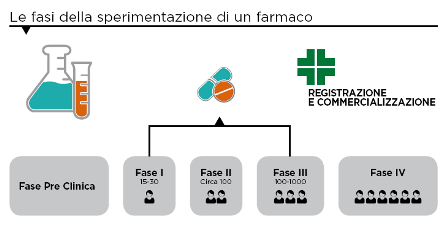 Le fasi della sperimentazione di un farmaco
REGISTRAZIONE
E COMMERCIALIZZAZIONE
Fase Pre Clinica
Fase I
15-30
Fase II
Circa 100
Fase III
100-1000
Fase IV